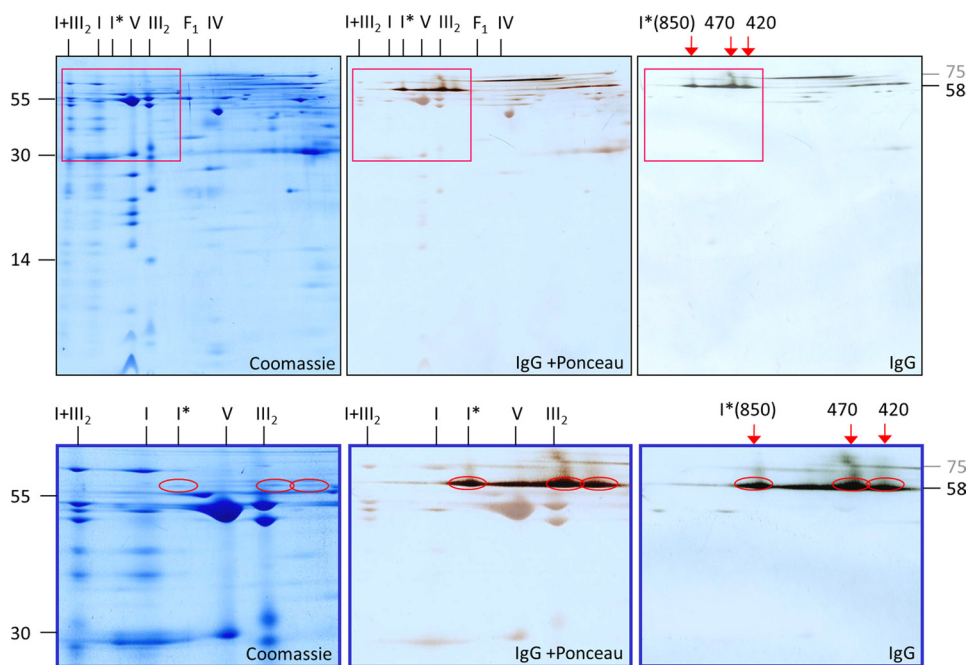 I+III₂ I I* V III₂ F₁ IV
I+III₂ I I* V III₂ F₁ IV
I*(850) 470 420
55
30
14
75
58
Coomassie
IgG +Ponceau
IgG
I+III₂ I I* V III₂
I+III₂ I I* V III₂
I*(850) 470 420
55
30
75
58
Coomassie
IgG +Ponceau
IgG